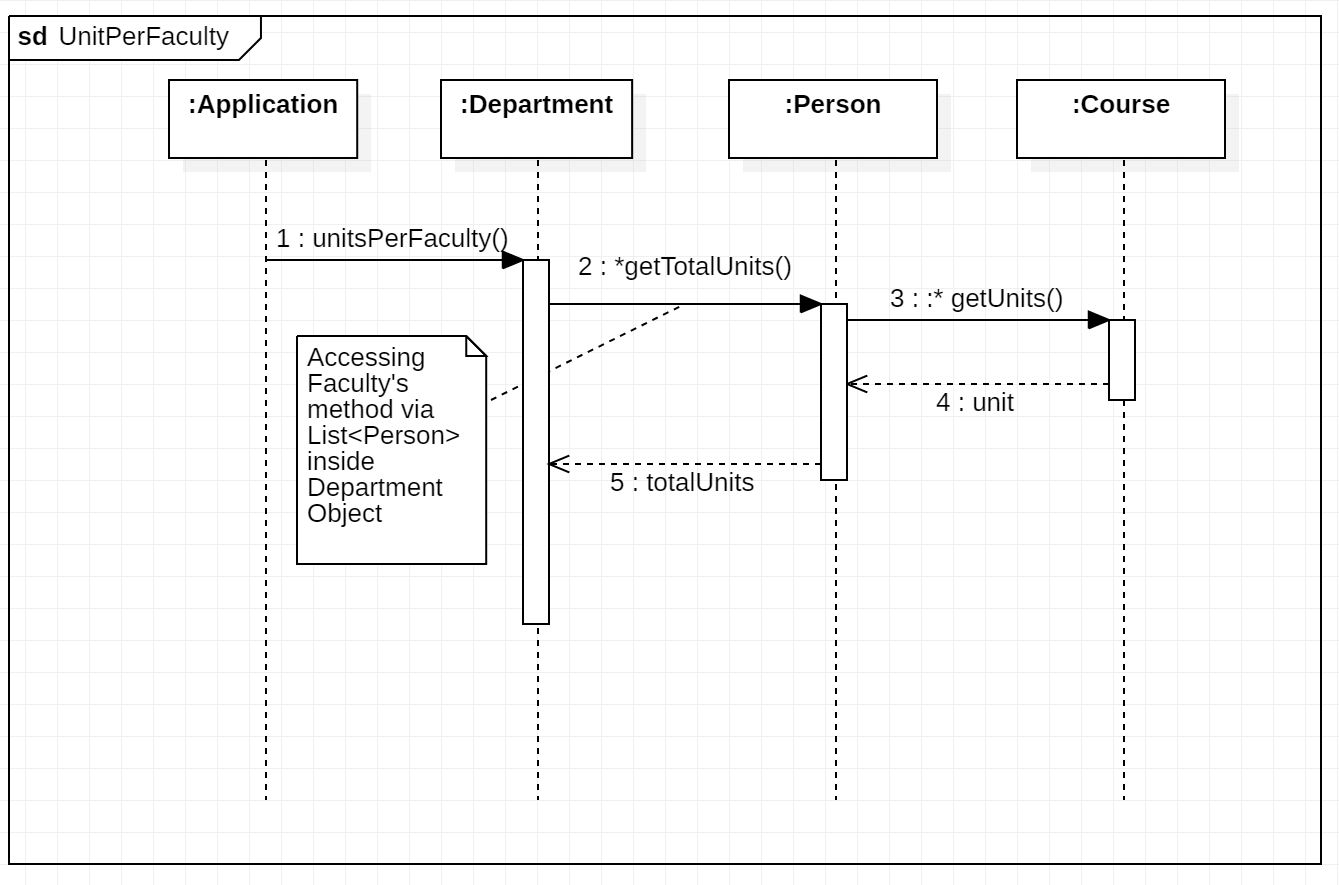 sd UnitPerFaculty
:Application
:Department
:Person
:Course
1 : unitsPerFaculty()
2 : *getTotalUnits()
3 : :* getUnits()
Accessing
Faculty's
method via
List<Person>
inside
Department
Object
4 : unit
5 : totalUnits